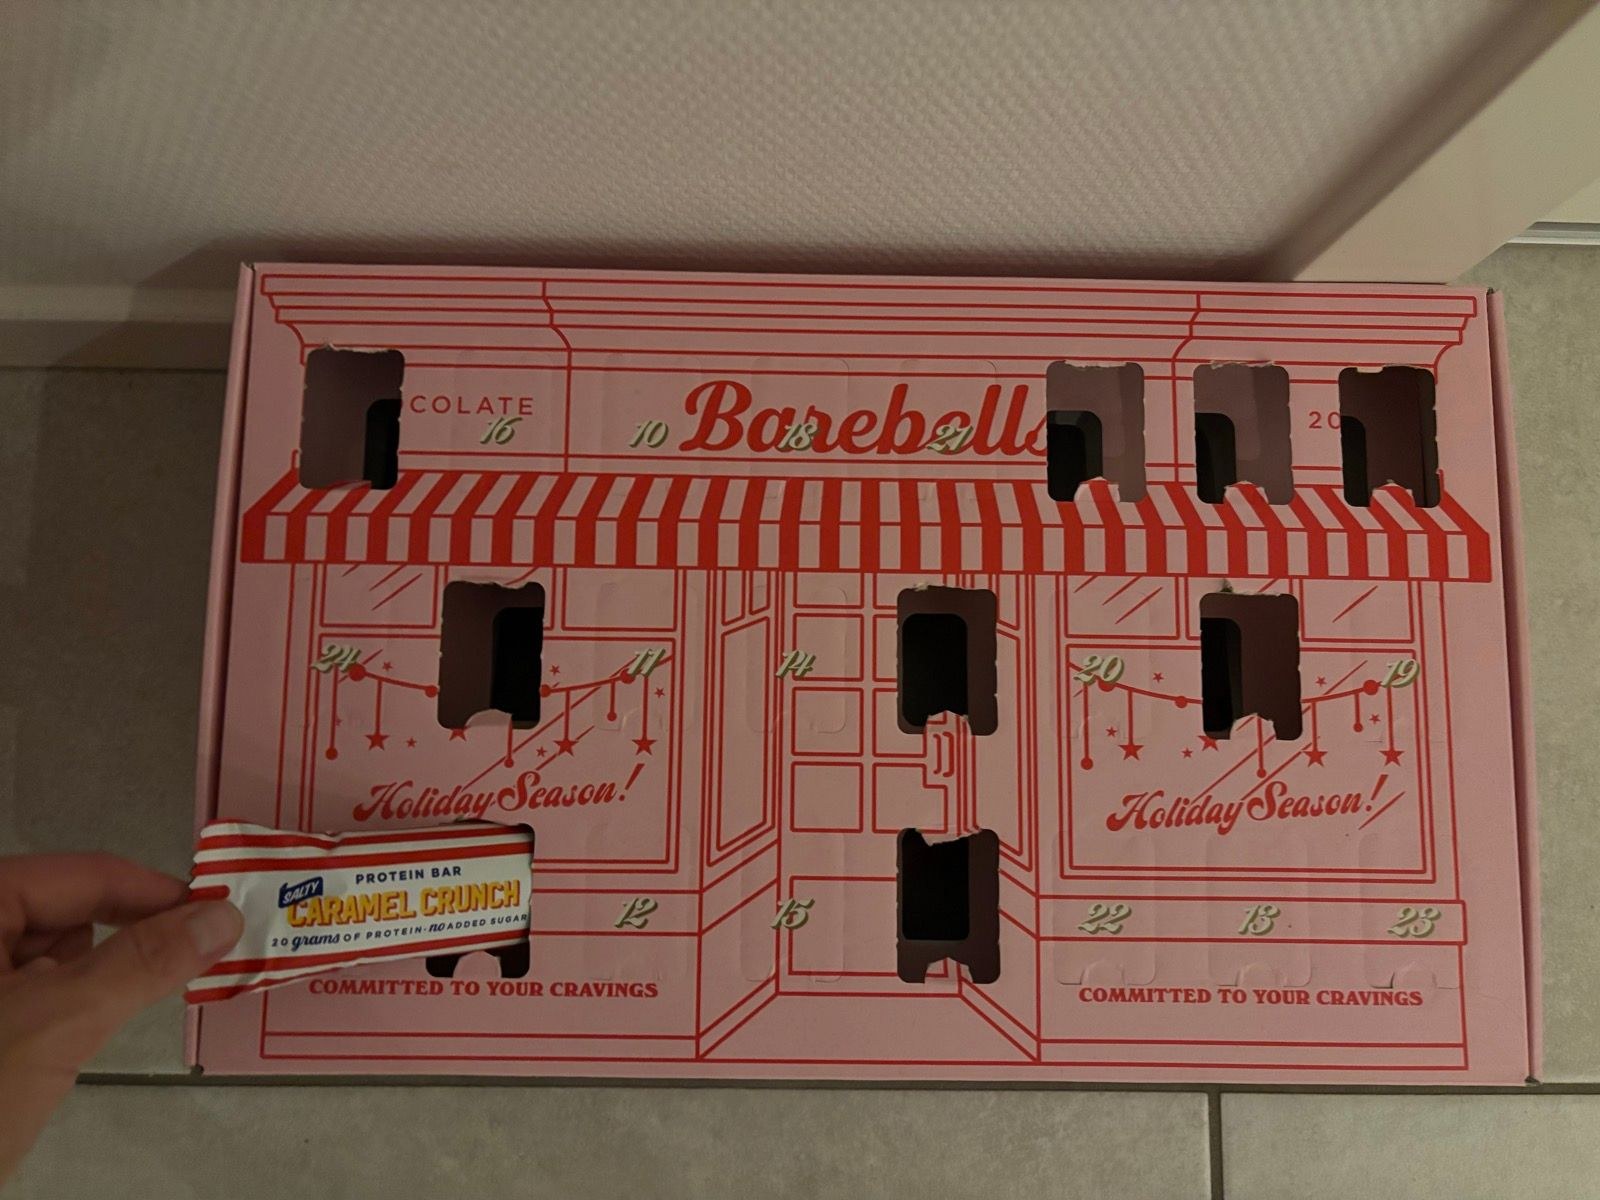 COLATE
Barebells
20
16
10
18
21
24
11
14
20
19
Holiday Season!
Holiday Season!
PROTEIN BAR
SALTY
CARAMEL CRUNCH
20 grams OF PROTEIN · no ADDED SUGAR
12
15
22
13
23
COMMITTED TO YOUR CRAVINGS
COMMITTED TO YOUR CRAVINGS